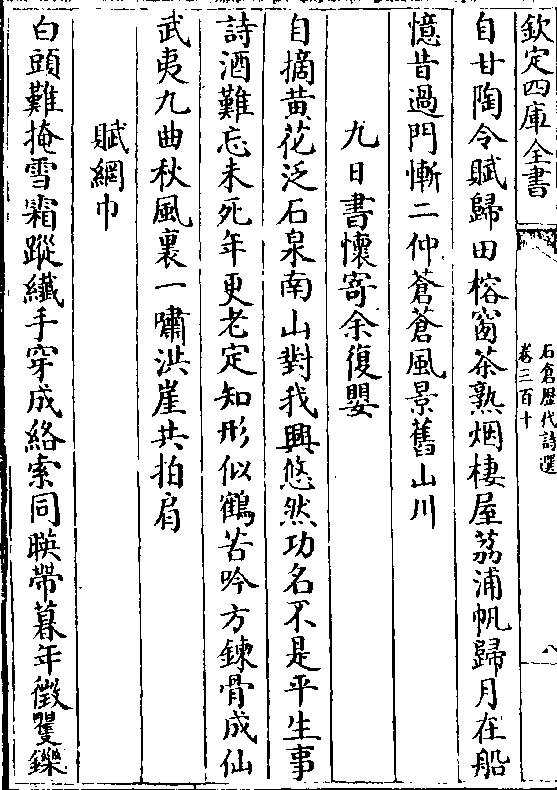 欽定四庫全書
石倉歷代詩選
卷三百十
八
自甘陶令賦歸田榕窗茶熟烟棲屋荔浦帆歸月在船
憶昔過門慚二仲蒼蒼風景舊山川
九日書懷寄余復嬰
自摘黃花泛石泉南山對我興悠然功名不是平生事
詩酒難忘未死年更老定知形似鶴苦吟方鍊骨成仙
武夷九曲秋風裏一嘯洪崖共拍肩
賦網巾
白頭難掩雪霜蹤纎手穿成絡索同暎帶暮年徵矍鑠